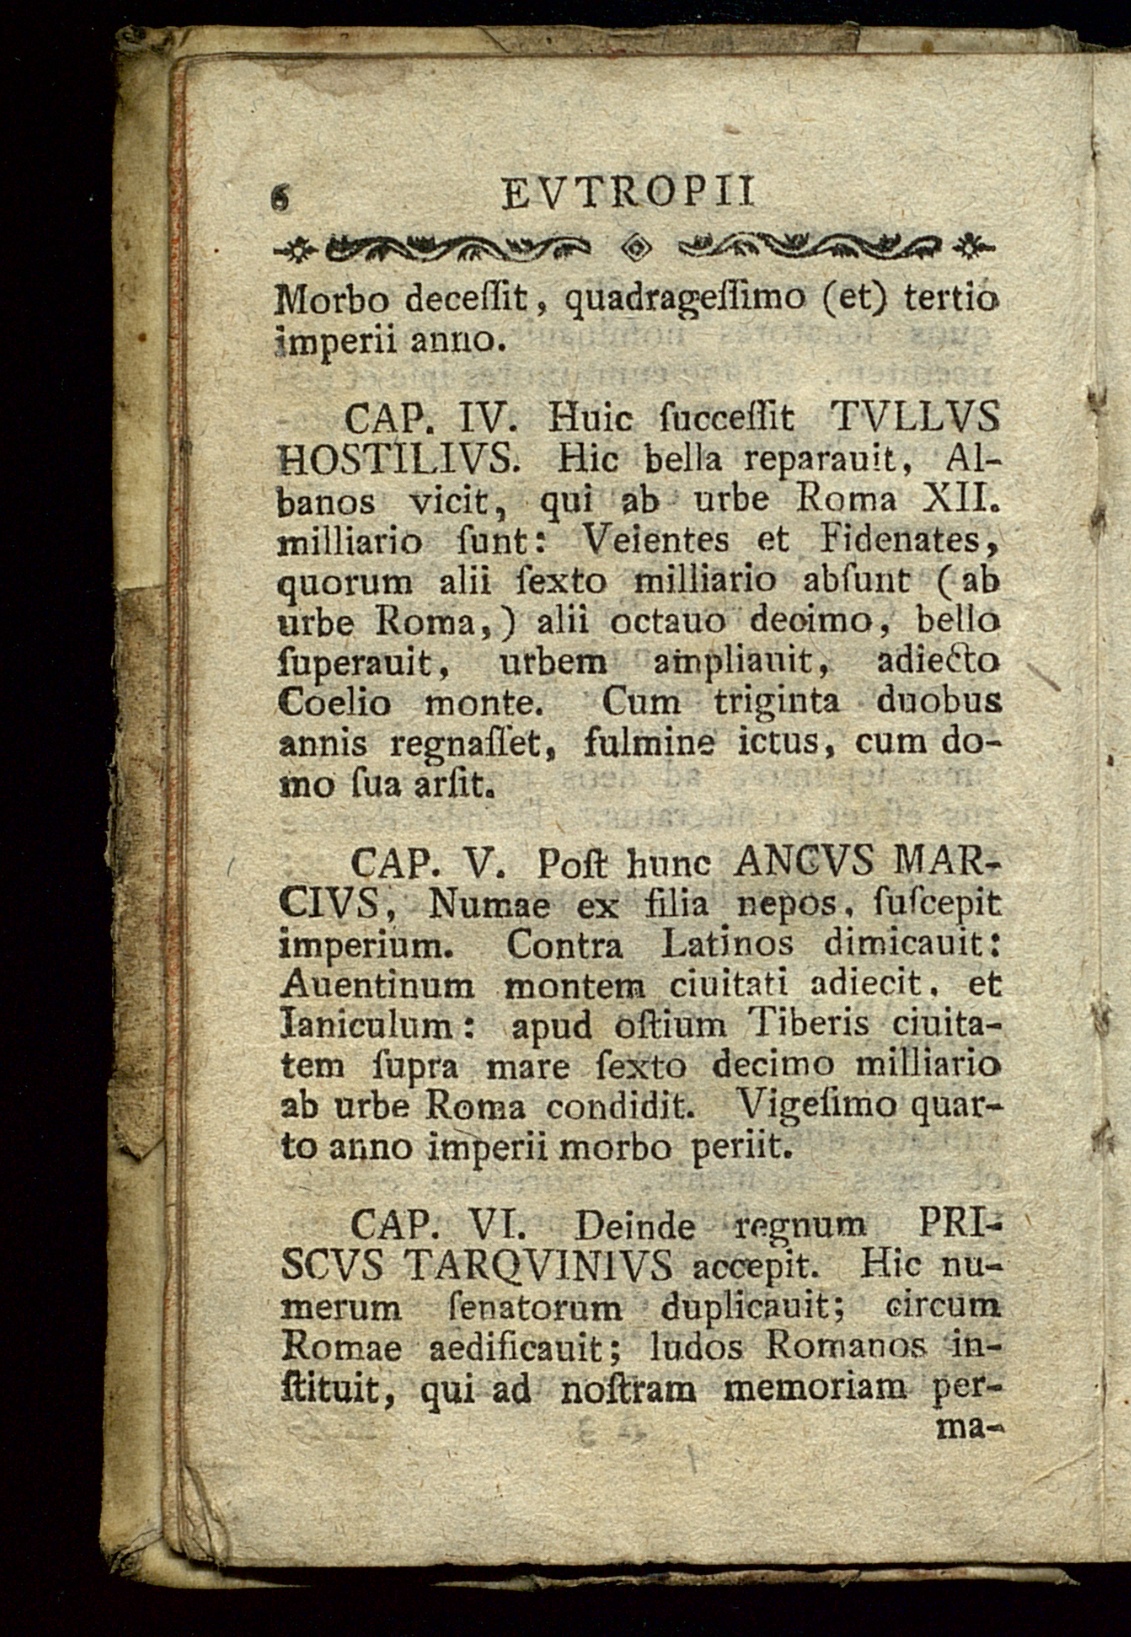 6 EVTROPII
Morbo deceſſit, quadrageſſimo (et) tertio
imperii anno.
CAP. IV. Huic ſucceſſit TVLLVS
HOSTILIVS. Hic bella reparauit, Al-
banos vicit, qui ab urbe Roma XII.
milliario ſunt: Veientes et Fidenates,
quorum alii ſexto milliario abſunt (ab
urbe Roma,) alii octauo decimo, bello
ſuperauit, urbem ampliauit, adiecto
Coelio monte. Cum triginta duobus
annis regnaſſet, fulmine ictus, cum do-
mo ſua arſit.
CAP. V. Poſt hunc ANCVS MAR-
CIVS, Numae ex filia nepos, ſuſcepit
imperium. Contra Latinos dimicauit:
Auentinum montem ciuitati adiecit, et
Ianiculum: apud oſtium Tiberis ciuita-
tem ſupra mare ſexto decimo milliario
ab urbe Roma condidit. Vigeſimo quar-
to anno imperii morbo periit.
CAP. VI. Deinde regnum PRI-
SCVS TARQVINIVS accepit. Hic nu-
merum ſenatorum duplicauit; circum
Romae aedificauit; ludos Romanos in-
ſtituit, qui ad noſtram memoriam per-
ma-